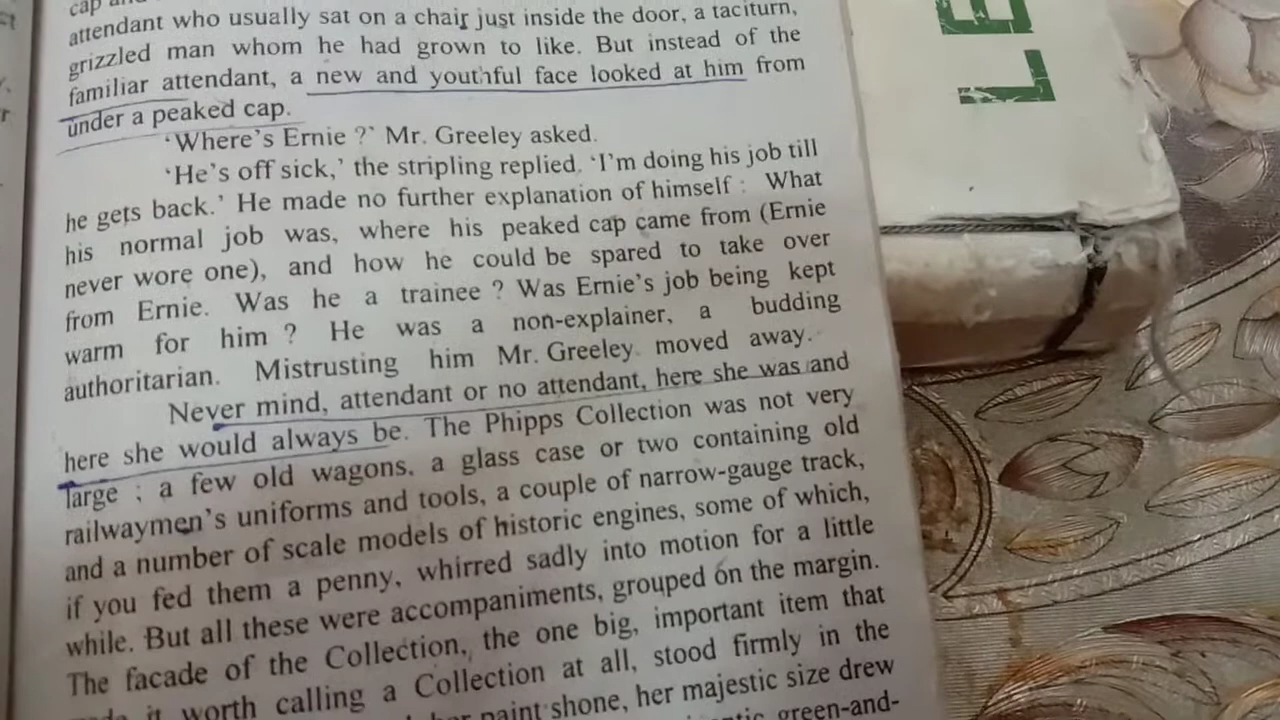 cap
attendant who usually sat on a chair just inside the door, a taciturn,
grizzled man whom he had grown to like. But instead of the
familiar attendant, a new and youthful face looked at him from
under a peaked cap.
'Where's Ernie ?' Mr. Greeley asked.
'He's off sick,' the stripling replied. 'I'm doing his job till
he gets back.' He made no further explanation of himself : What
his normal job was, where his peaked cap came from (Ernie
never wore one), and how he could be spared to take over
from Ernie. Was he a trainee ? Was Ernie's job being kept
warm for him ? He was a non-explainer, a budding
authoritarian. Mistrusting him Mr. Greeley moved away.
Never mind, attendant or no attendant, here she was and
here she would always be. The Phipps Collection was not very
large ; a few old wagons. a glass case or two containing old
railwaymen's uniforms and tools, a couple of narrow-gauge track,
and a number of scale models of historic engines, some of which,
if you fed them a penny, whirred sadly into motion for a little
while. But all these were accompaniments, grouped on the margin.
The facade of the Collection, the one big, important item that
it worth calling a Collection at all, stood firmly in the
paint shone, her majestic size drew
green-and-
LE